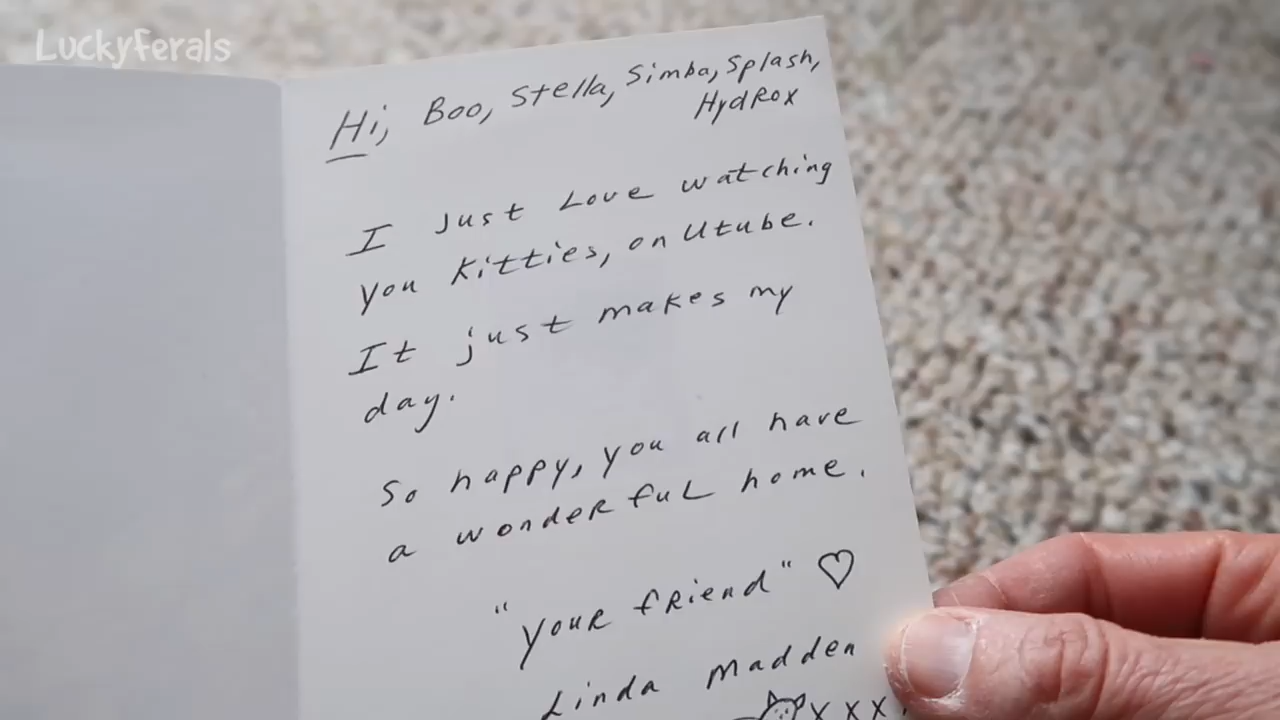 LuckyFerals
Hi, Boo, Stella, Simba, Splash,
HydRox
I just Love watching
you kitties, on Utube.
It just makes my
day.
So happy, you all have
a wonderful home.
"your friend" ♡
Linda Madden
xxx